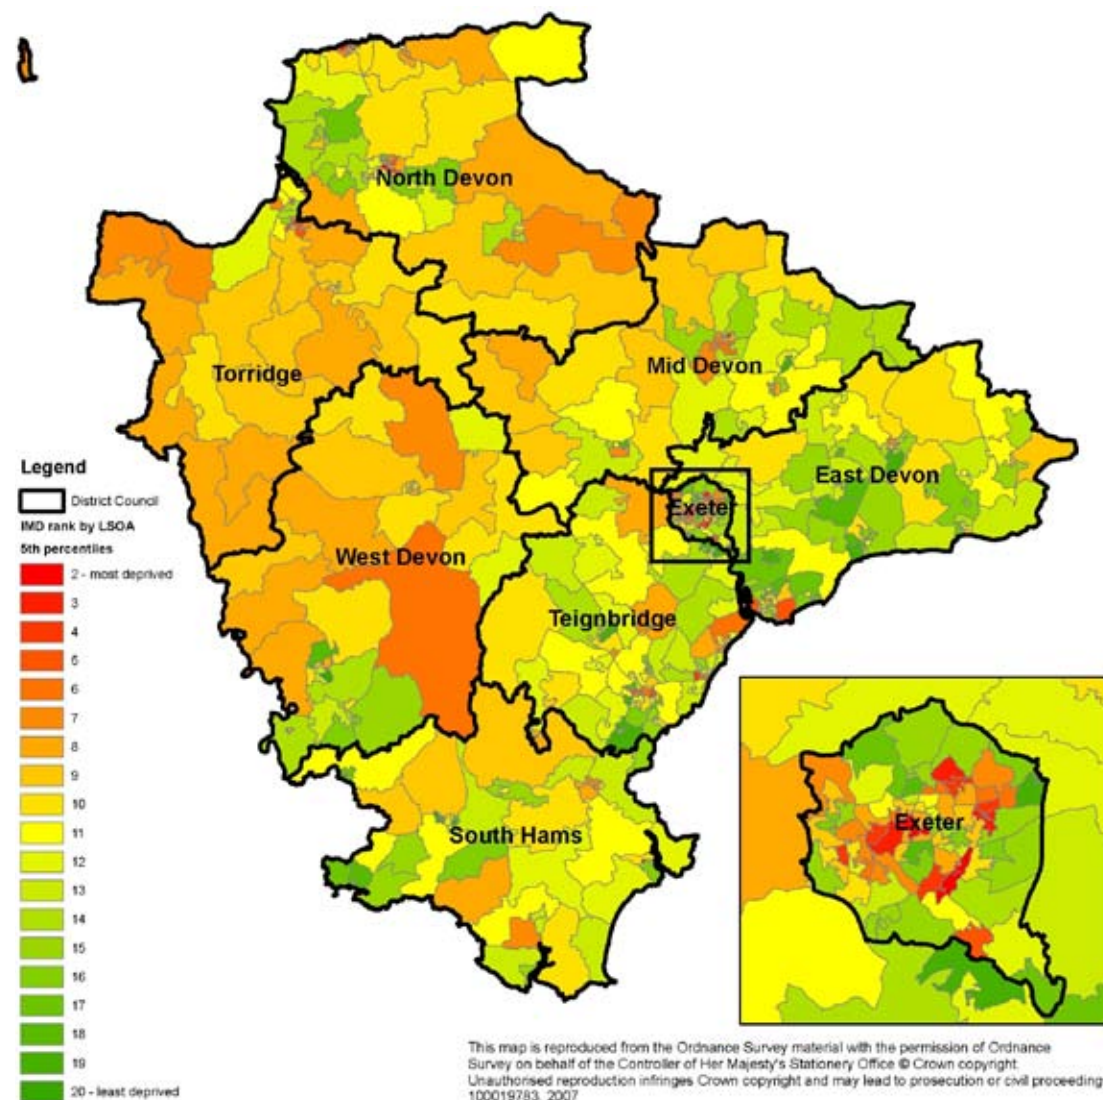 North Devon
Torridge
Mid Devon
East Devon
Exeter
West Devon
Teignbridge
South Hams
Legend
District Council
IMD rank by LSOA
5th percentiles
2 - most deprived
3
4
5
6
7
8
9
10
11
12
13
14
15
16
17
18
19
20 - least deprived
Exeter
This map is reproduced from the Ordnance Survey material with the permission of Ordnance
Survey on behalf of the Controller of Her Majesty's Stationery Office © Crown copyright.
Unauthorised reproduction infringes Crown copyright and may lead to prosecution or civil proceeding
100019783. 2007